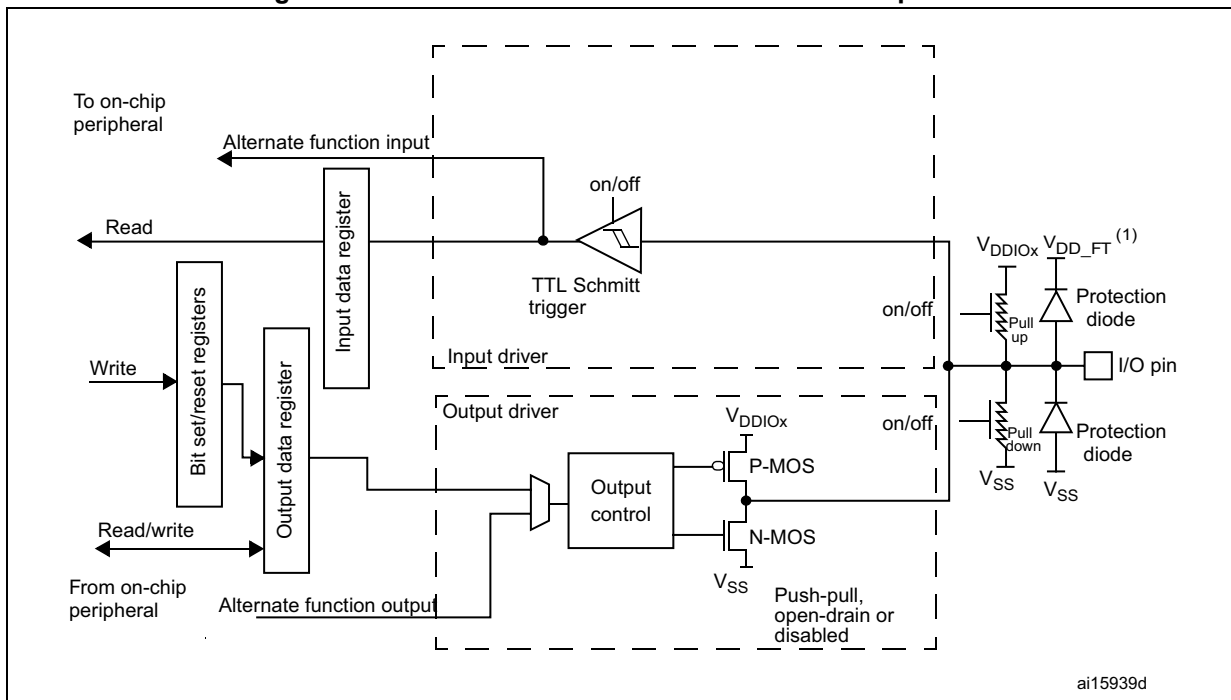 To on-chip
peripheral
Alternate function input
on/off
Read
Input data register
TTL Schmitt
trigger
Input driver
V_DDIOx
V_DD_FT (1)
on/off
Pull
up
Protection
diode
I/O pin
Write
Bit set/reset registers
Output data register
Output driver
V_DDIOx
on/off
Pull
down
Protection
diode
V_SS
V_SS
P-MOS
Output
control
N-MOS
V_SS
Read/write
From on-chip
peripheral
Alternate function output
Push-pull,
open-drain or
disabled
ai15939d